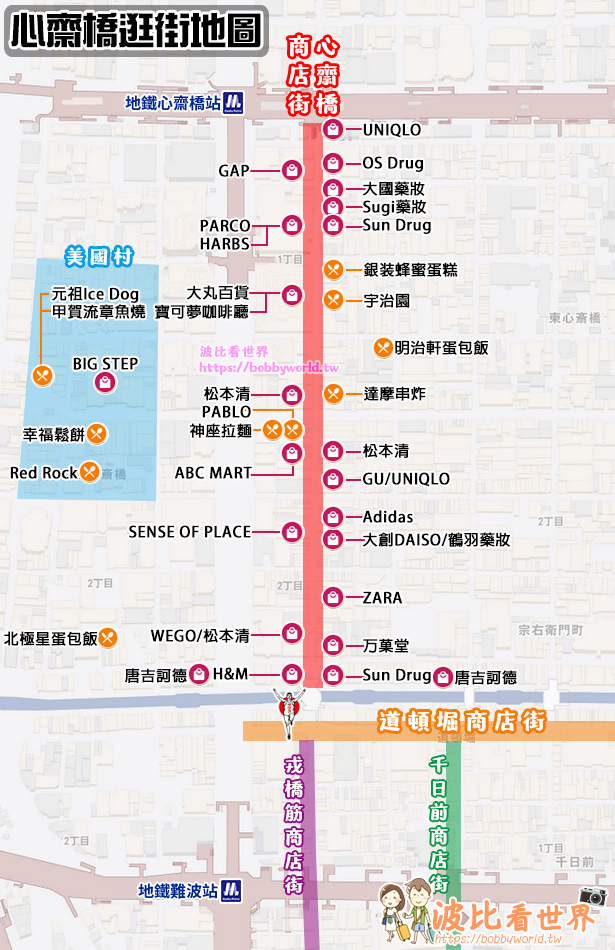 心齋橋逛街地圖
心齋橋
商店街
地鐵心齋橋站
UNIQLO
GAP
OS Drug
大國藥妝
Sugi藥妝
PARCO
HARBS
Sun Drug
美國村
1丁目
銀裝蜂蜜蛋糕
元祖Ice Dog
甲賀流章魚燒
大丸百貨
寶可夢咖啡廳
宇治園
東心斎橋
波比看世界
https://bobbyworld.tw
明治軒蛋包飯
BIG STEP
松本清
達摩串炸
PABLO
神座拉麵
幸福鬆餅
松本清
Red Rock
斎橋
ABC MART
GU/UNIQLO
Adidas
2丁目
SENSE OF PLACE
大創DAISO/鶴羽藥妝
2丁目
2丁目
ZARA
宗右衛門町
北極星蛋包飯
WEGO/松本清
万菓堂
唐吉訶德
H&M
Sun Drug
唐吉訶德
道頓堀商店街
道頓堀
戎橋筋商店街
千日前商店街
2丁目
1丁目
千日前
地鐵難波站
波比看世界
https://bobbyworld.tw